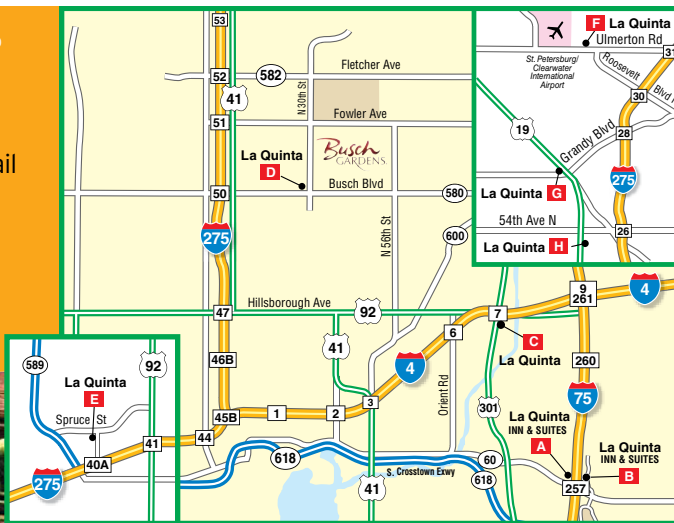 ail
53
52
582
Fletcher Ave
41
N 30th St
51
Fowler Ave
Busch
GARDENS
La Quinta
D
Busch Blvd
50
580
275
N 56th St
600
Hillsborough Ave
47
92
41
7
9
261
4
6
C
La Quinta
46B
4
260
Orient Rd
3
75
301
45B
1
2
La Quinta
INN & SUITES
A
La Quinta
INN & SUITES
B
44
618
60
S. Crosstown Exwy
618
257
41
F La Quinta
Ulmerton Rd
St. Petersburg/
Clearwater
International
Airport
Roosevelt
Blvd
31
30
19
Grandy Blvd
28
275
La Quinta G
54th Ave N
26
La Quinta H
589
92
La Quinta
E
Spruce St
41
40A
275